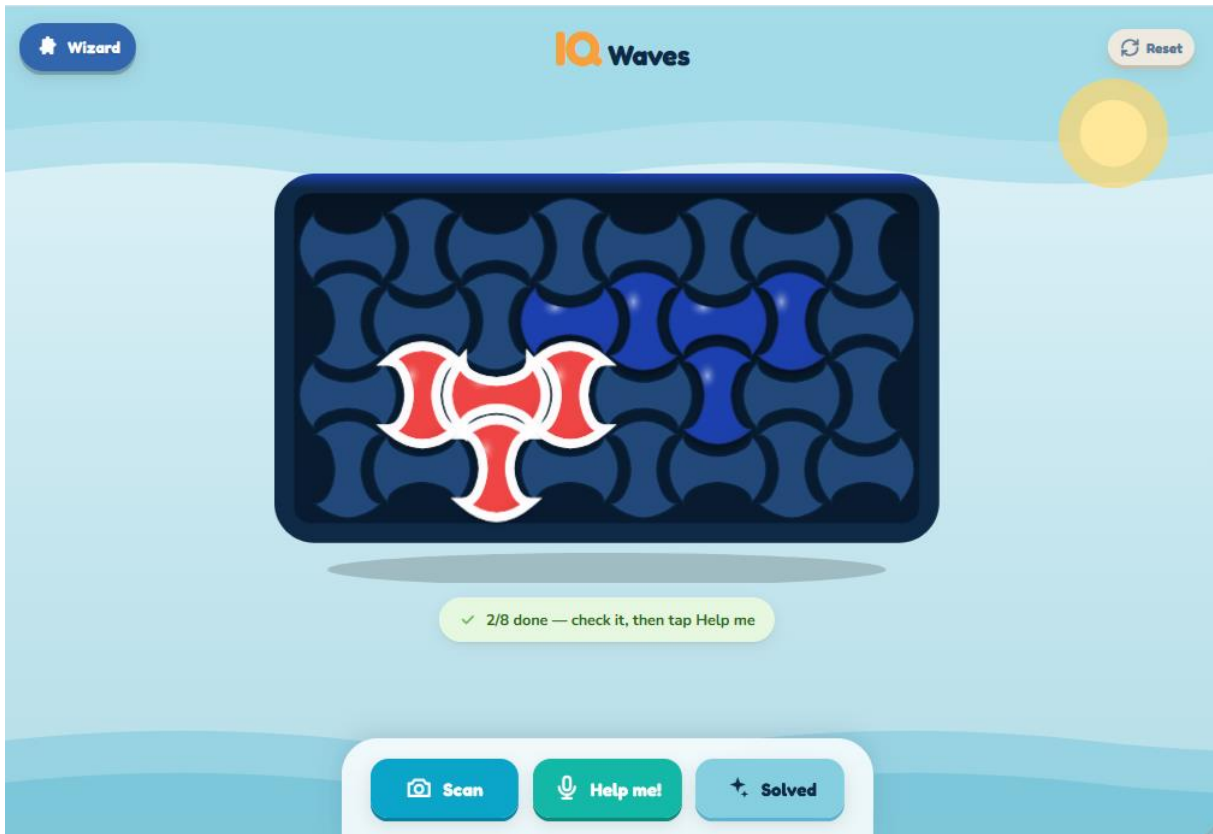 Wizard
IQ Waves
Reset
2/8 done — check it, then tap Help me
Scan
Help me!
Solved